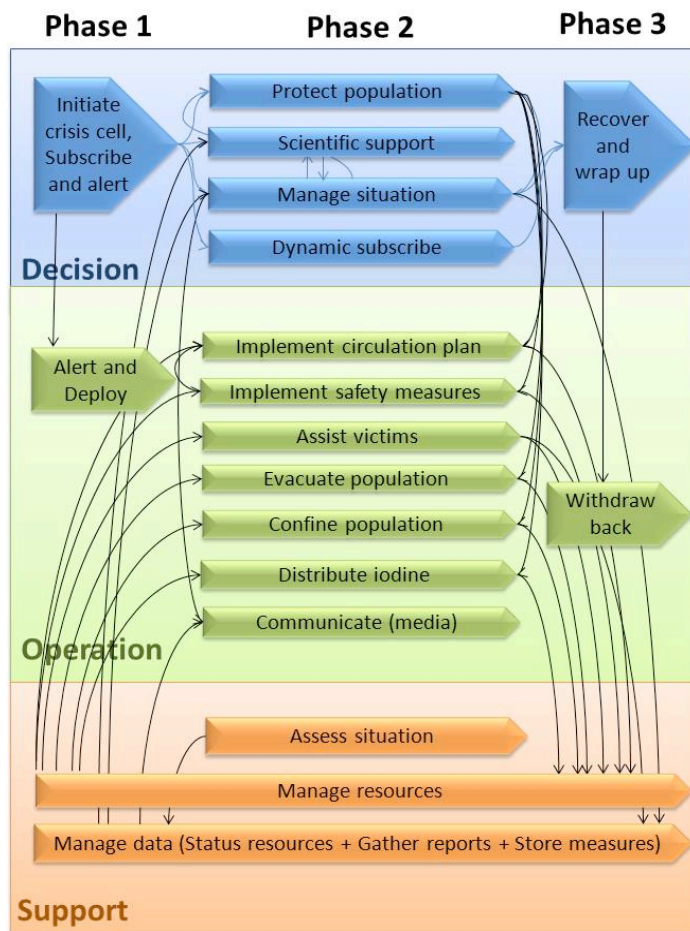 Phase 1
Phase 2
Phase 3
Initiate
crisis cell,
Subscribe
and alert
Protect population
Scientific support
Manage situation
Dynamic subscribe
Recover
and
wrap up
Decision
Alert and
Deploy
Implement circulation plan
Implement safety measures
Assist victims
Evacuate population
Confine population
Distribute iodine
Communicate (media)
Withdraw
back
Operation
Assess situation
Manage resources
Manage data (Status resources + Gather reports + Store measures)
Support